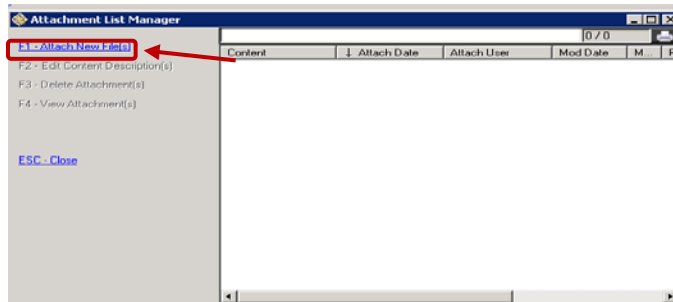 Attachment List Manager
0 / 0
F1 - Attach New File(s)
Content ↓ Attach Date Attach User Mod Date M...
F2 - Edit Content Description(s)
F3 - Delete Attachment(s)
F4 - View Attachment(s)
ESC - Close